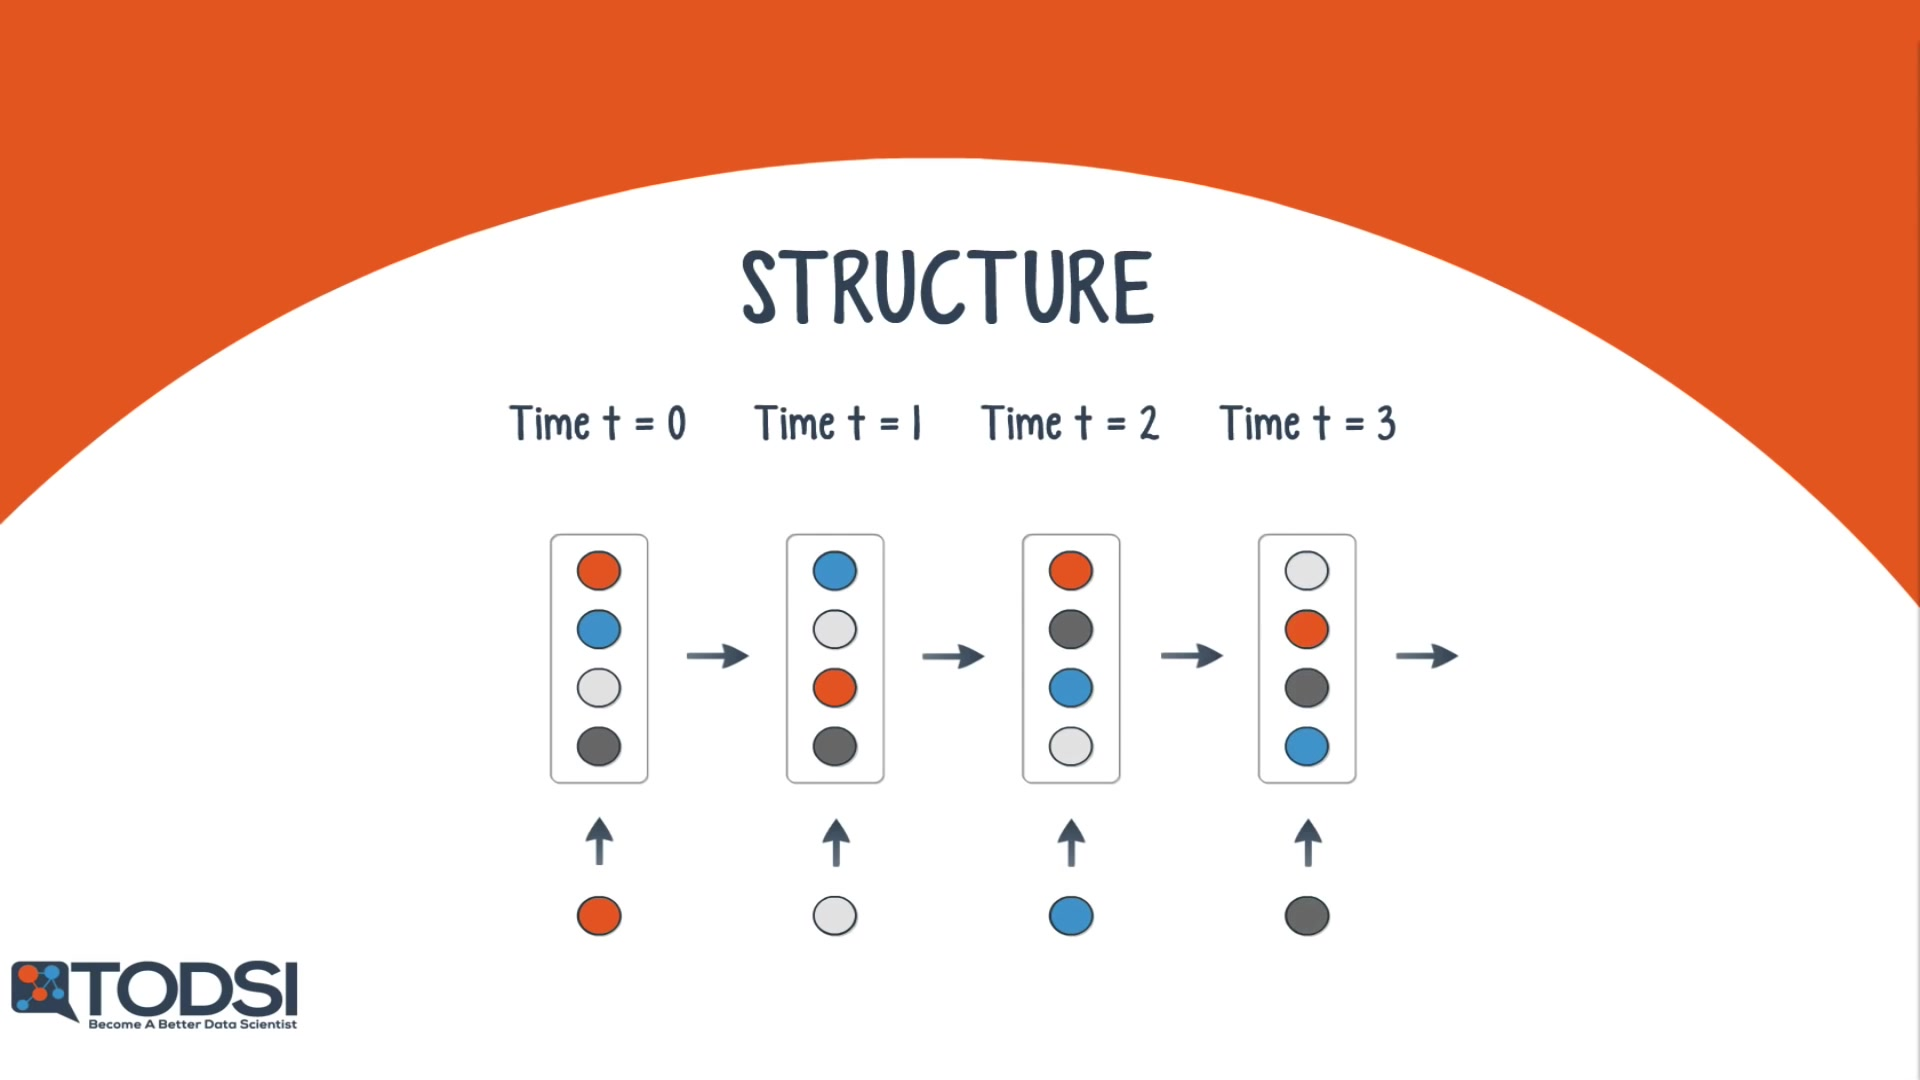 STRUCTURE
Time t = 0 Time t = 1 Time t = 2 Time t = 3
TODSI
Become A Better Data Scientist